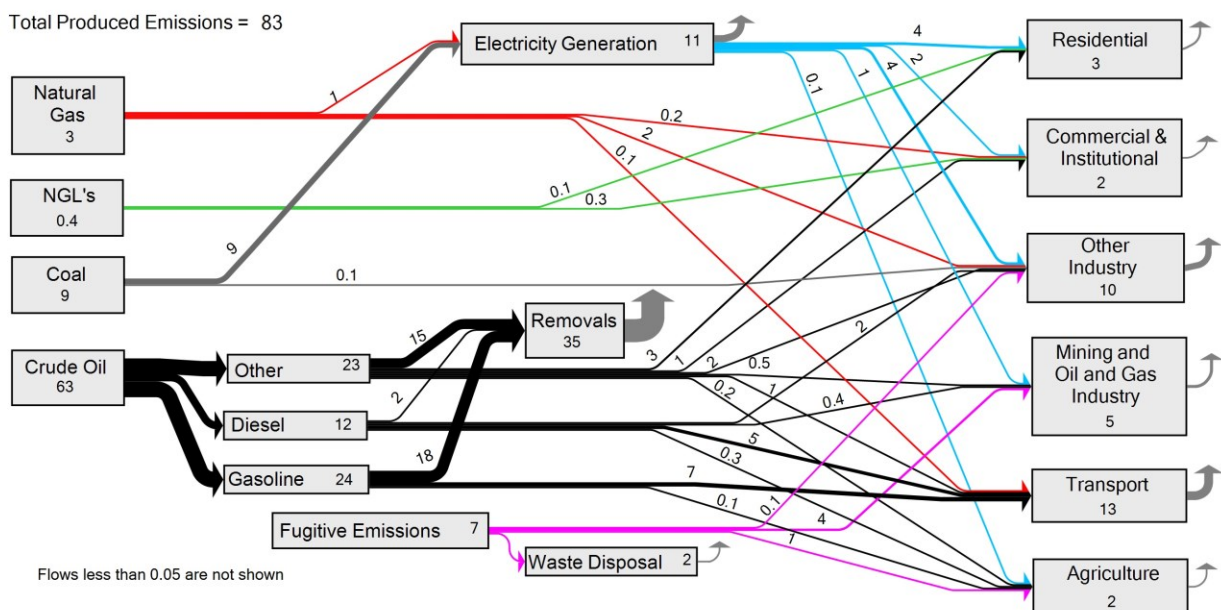 Total Produced Emissions = 83
Electricity Generation 11
Natural
Gas
3
NGL's
0.4
Coal
9
Crude Oil
63
Other 23
Diesel 12
Gasoline 24
Removals
35
Fugitive Emissions 7
Waste Disposal 2
Residential
3
Commercial &
Institutional
2
Other
Industry
10
Mining and
Oil and Gas
Industry
5
Transport
13
Agriculture
2
1
9
0.1
0.1
0.3
0.2
2
0.1
4
2
4
1
0.1
15
2
18
3
1
2
0.5
1
0.2
2
0.4
5
0.3
7
0.1
0.1
4
1
Flows less than 0.05 are not shown